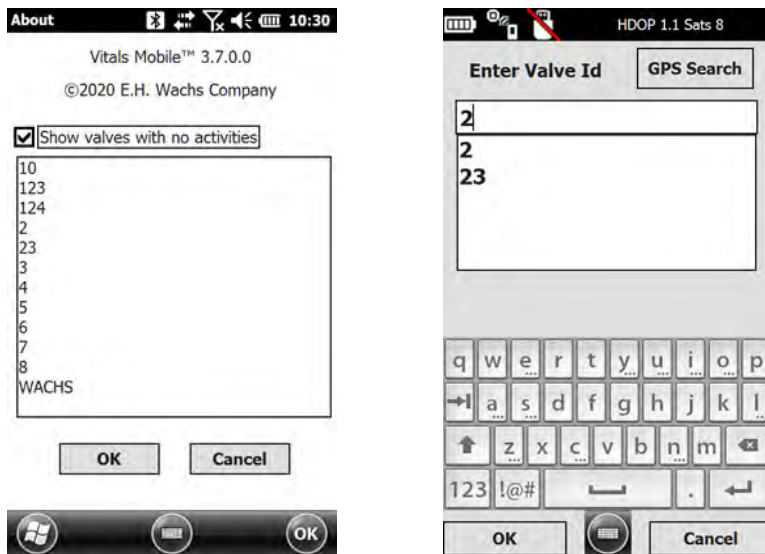 About 10:30
Vitals Mobile™ 3.7.0.0
©2020 E.H. Wachs Company
Show valves with no activities
10
123
124
2
23
3
4
5
6
7
8
WACHS
OK Cancel
OK
HDOP 1.1 Sats 8
Enter Valve Id GPS Search
2
2
23
q w e r t y u i o p
a s d f g h j k l
z x c v b n m
123 !@# .
OK Cancel